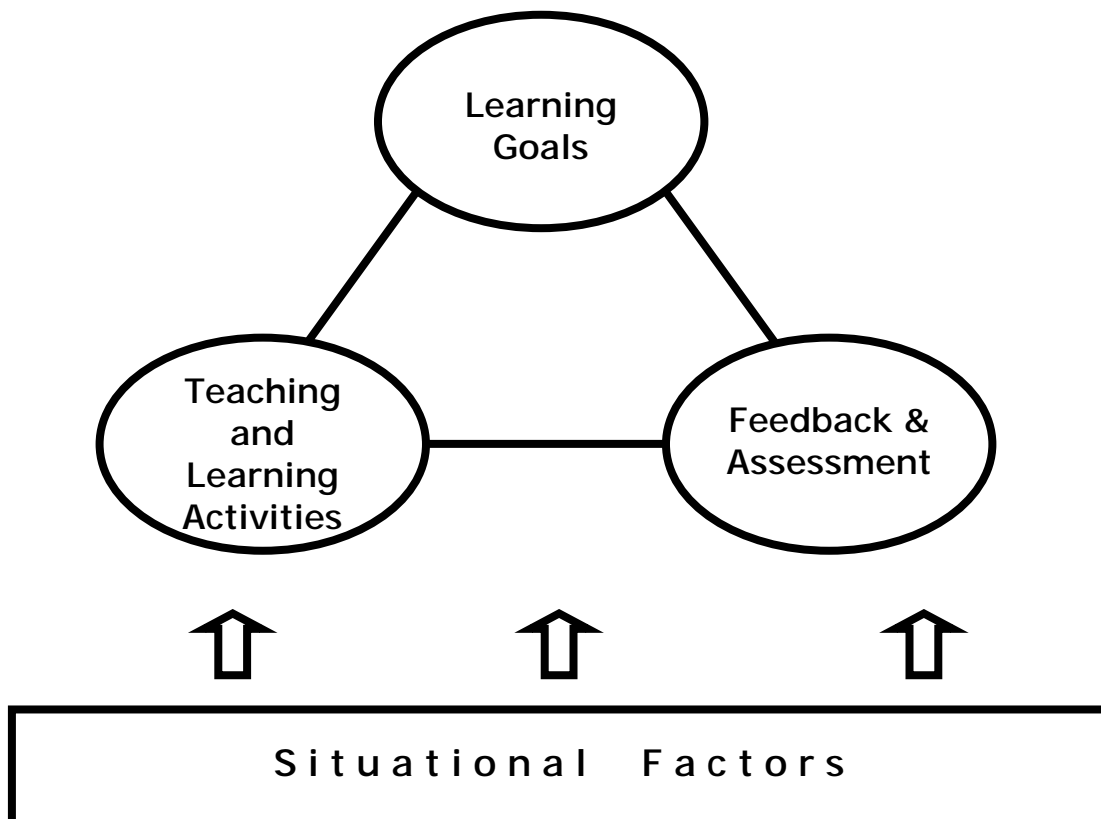 Learning
Goals
Teaching
and
Learning
Activities
Feedback &
Assessment
Situational Factors